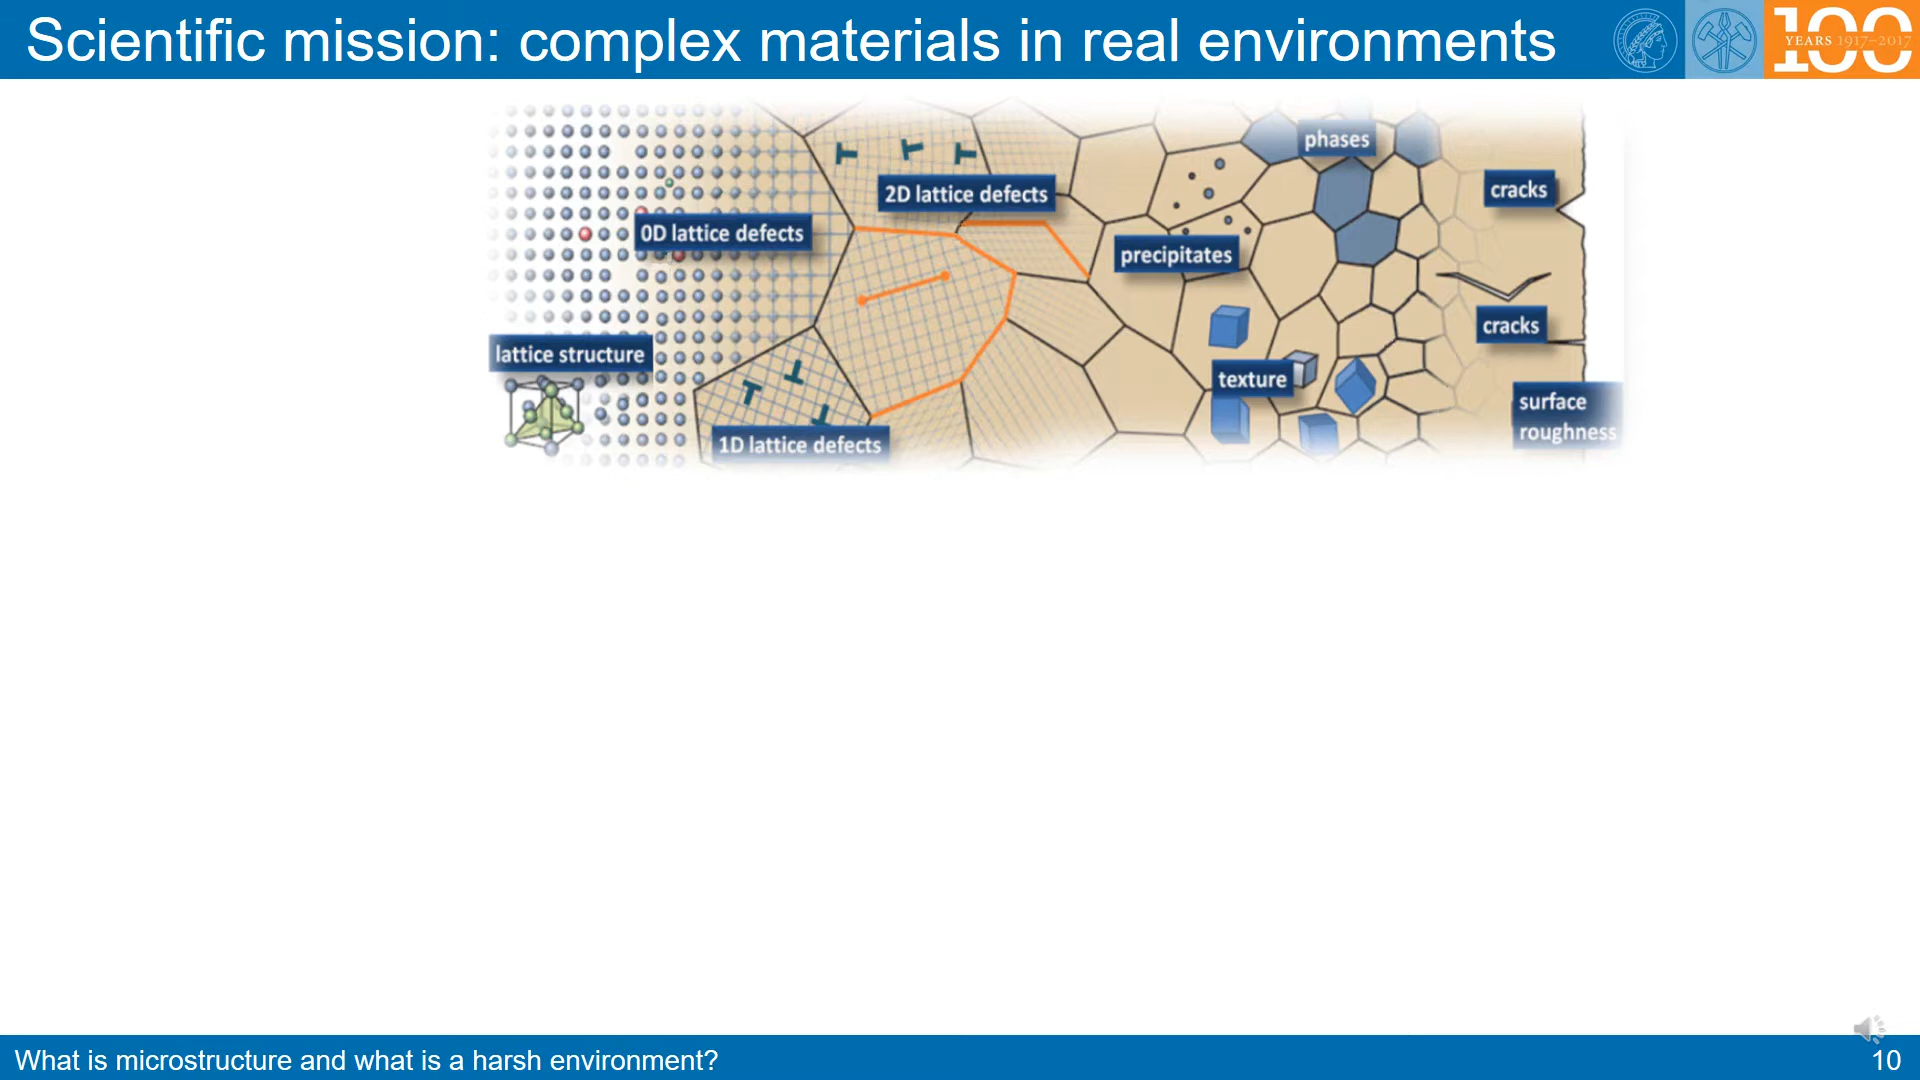 Scientific mission: complex materials in real environments
100
YEARS 1917–2017
phases
cracks
2D lattice defects
0D lattice defects
precipitates
cracks
lattice structure
texture
surface
roughness
1D lattice defects
What is microstructure and what is a harsh environment?
10